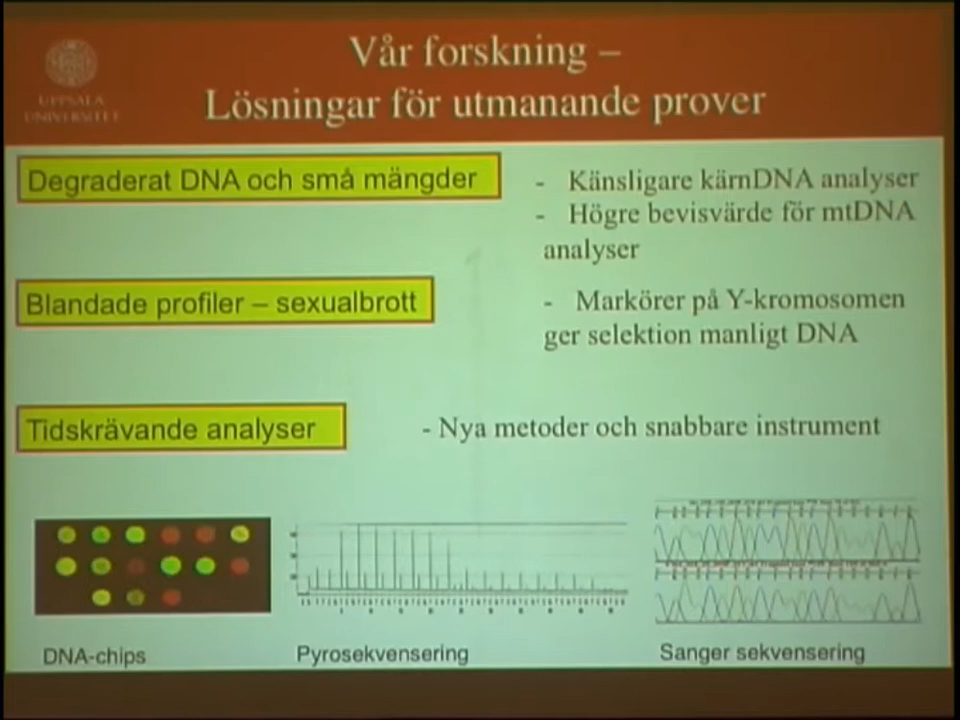 Vår forskning –
Lösningar för utmanande prover
UPPSALA
UNIVERSITET
Degraderat DNA och små mängder
- Känsligare kärnDNA analyser
- Högre bevisvärde för mtDNA
analyser
Blandade profiler – sexualbrott
- Markörer på Y-kromosomen
ger selektion manligt DNA
Tidskrävande analyser
- Nya metoder och snabbare instrument
DNA-chips
Pyrosekvensering
Sanger sekvensering